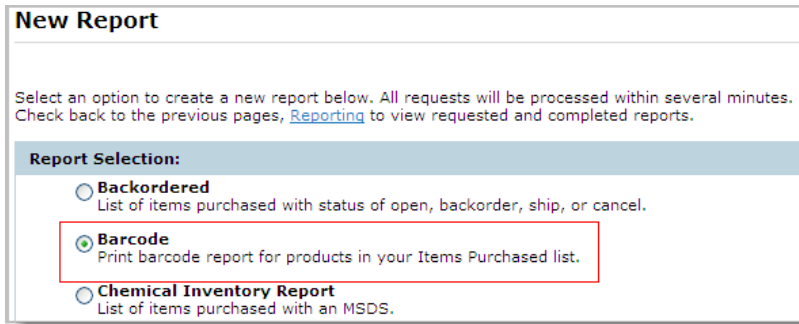 New Report
Select an option to create a new report below. All requests will be processed within several minutes.
Check back to the previous pages, Reporting to view requested and completed reports.
Report Selection:
Backordered
List of items purchased with status of open, backorder, ship, or cancel.
Barcode
Print barcode report for products in your Items Purchased list.
Chemical Inventory Report
List of items purchased with an MSDS.